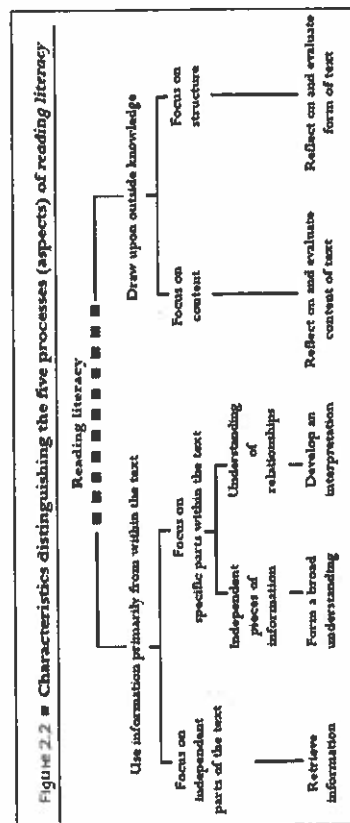 Figure 2.2 ■ Characteristics distinguishing the five processes (aspects) of reading literacy
Reading literacy
Use information primarily from within the text
Draw upon outside knowledge
Focus on
independent
parts of the text
Focus on
specific parts within the text
Focus on
content
Focus on
structure
Independent
pieces of
information
Understanding
of
relationships
Retrieve
information
Form a broad
understanding
Develop an
interpretation
Reflect on and evaluate
content of text
Reflect on and evaluate
form of text